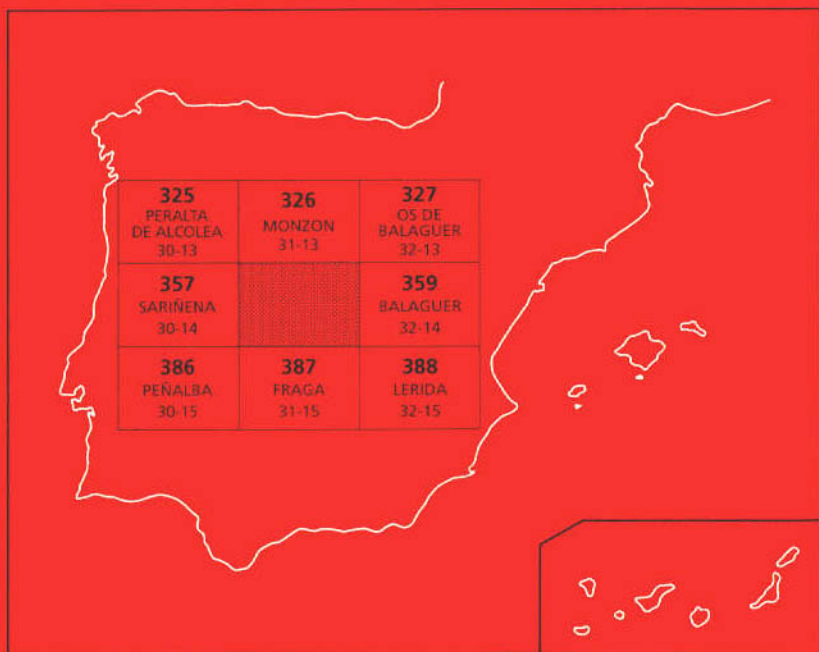 325
PERALTA
DE ALCOLEA
30-13
326
MONZON
31-13
327
OS DE
BALAGUER
32-13
357
SARIÑENA
30-14
359
BALAGUER
32-14
386
PEÑALBA
30-15
387
FRAGA
31-15
388
LERIDA
32-15